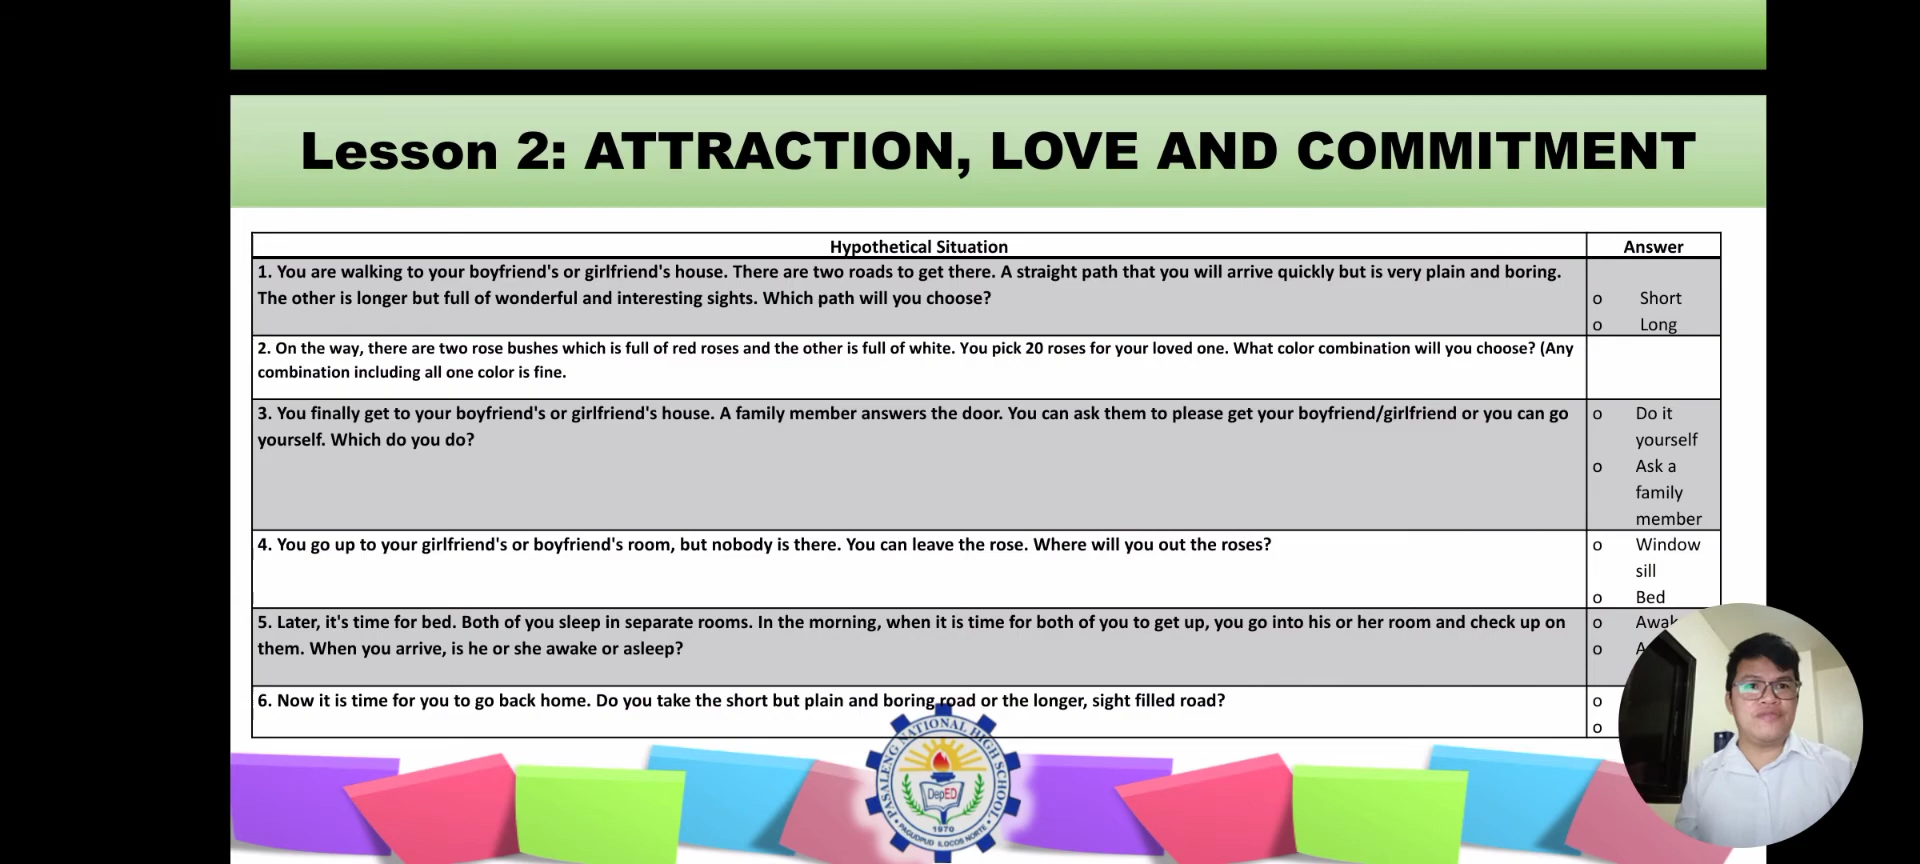 Lesson 2: ATTRACTION, LOVE AND COMMITMENT
Hypothetical Situation
Answer
1. You are walking to your boyfriend's or girlfriend's house. There are two roads to get there. A straight path that you will arrive quickly but is very plain and boring.
The other is longer but full of wonderful and interesting sights. Which path will you choose?
o Short
o Long
2. On the way, there are two rose bushes which is full of red roses and the other is full of white. You pick 20 roses for your loved one. What color combination will you choose? (Any
combination including all one color is fine.
3. You finally get to your boyfriend's or girlfriend's house. A family member answers the door. You can ask them to please get your boyfriend/girlfriend or you can go
yourself. Which do you do?
o Do it
yourself
o Ask a
family
member
4. You go up to your girlfriend's or boyfriend's room, but nobody is there. You can leave the rose. Where will you out the roses?
o Window
sill
o Bed
5. Later, it's time for bed. Both of you sleep in separate rooms. In the morning, when it is time for both of you to get up, you go into his or her room and check up on
them. When you arrive, is he or she awake or asleep?
o
o
6. Now it is time for you to go back home. Do you take the short but plain and boring road or the longer, sight filled road?
o
o
PASALENG NATIONAL HIGH SCHOOL
DepED
1970
PAGUDPUD ILOCOS NORTE